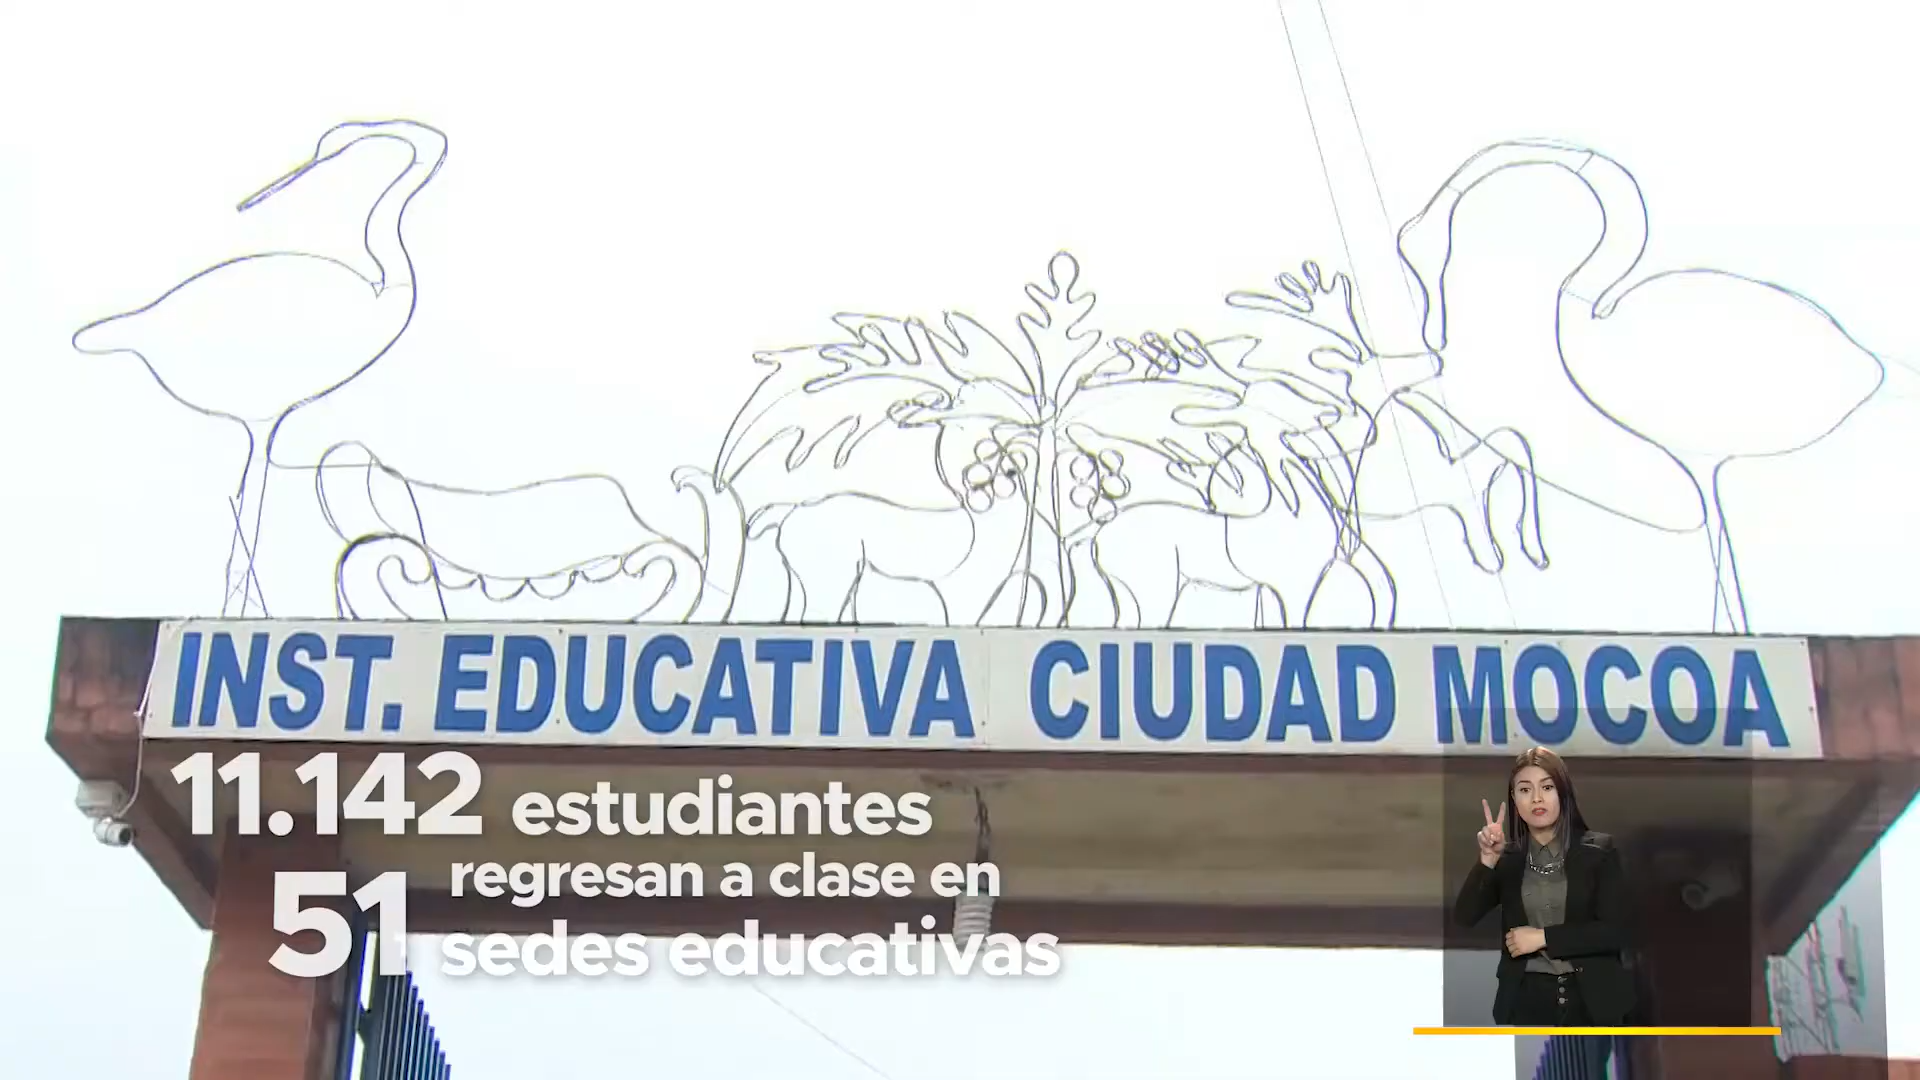 INST. EDUCATIVA CIUDAD MOCOA
11.142 estudiantes
regresan a clase en
51 sedes educativas